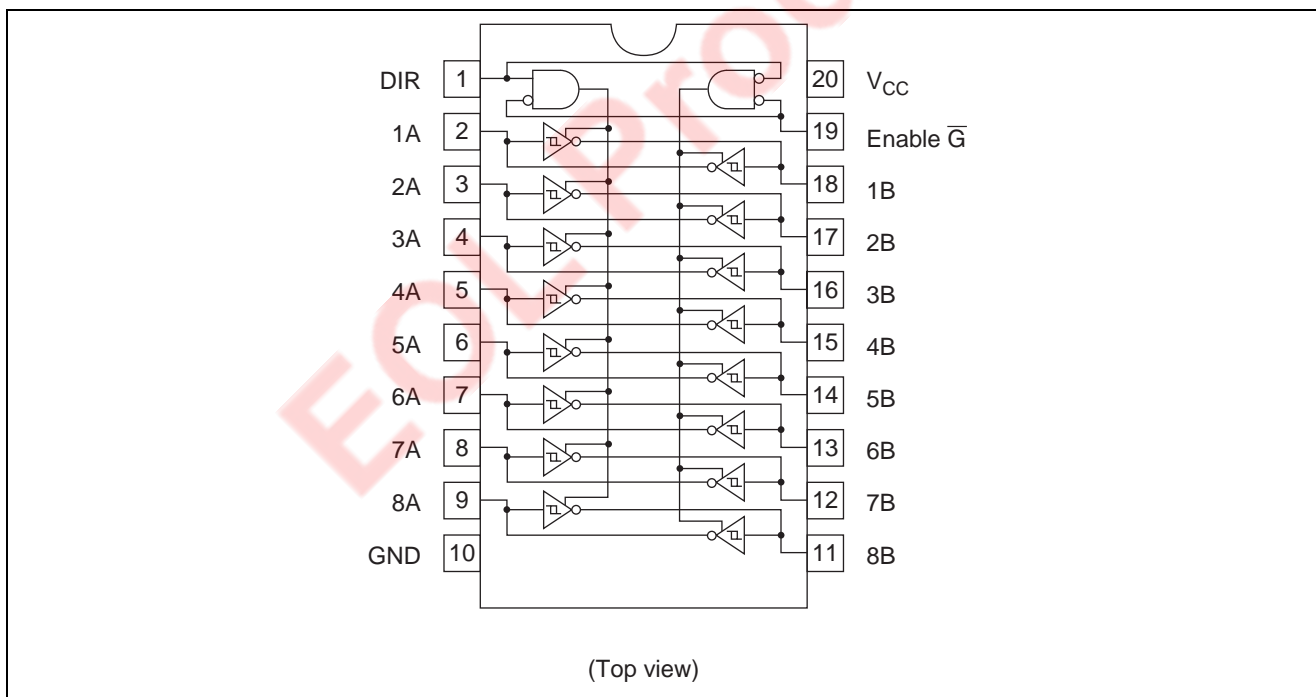 EOL Prod
DIR 1 20 VCC
1A 2 19 Enable G̅
2A 3 18 1B
3A 4 17 2B
4A 5 16 3B
5A 6 15 4B
6A 7 14 5B
7A 8 13 6B
8A 9 12 7B
GND 10 11 8B
(Top view)